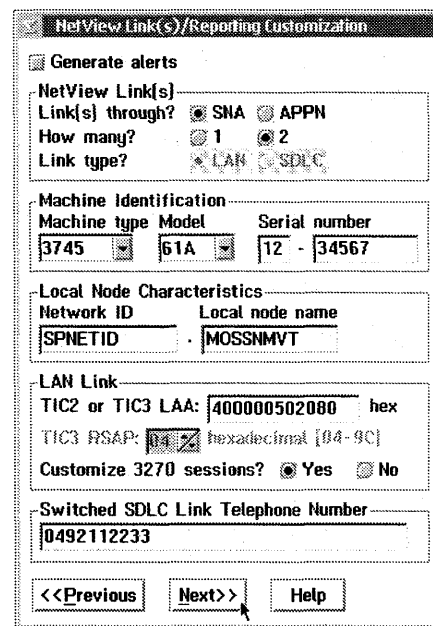 NetView Link(s)/Reporting Customization
Generate alerts
NetView Link(s)
Link(s) through? SNA APPN
How many? 1 2
Link type? LAN SDLC
Machine Identification
Machine type Model Serial number
3745 61A 12 - 34567
Local Node Characteristics
Network ID Local node name
SPNETID . MOSSNMVT
LAN Link
TIC2 or TIC3 LAA: 400000502080 hex
TIC3 RSAP: 04 hexadecimal [04-9C]
Customize 3270 sessions? Yes No
Switched SDLC Link Telephone Number
0492112233
<<Previous Next>> Help